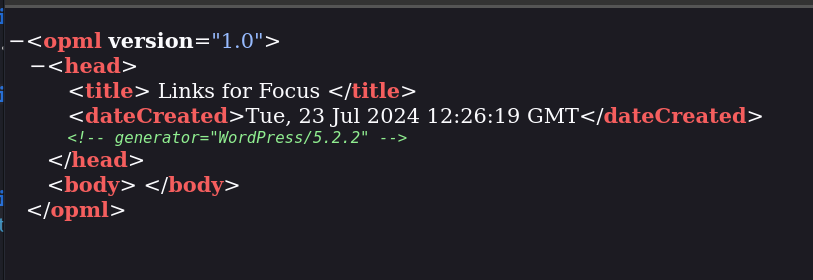 −<opml version="1.0">
−<head>
<title> Links for Focus </title>
<dateCreated>Tue, 23 Jul 2024 12:26:19 GMT</dateCreated>
<!-- generator="WordPress/5.2.2" -->
</head>
<body> </body>
</opml>